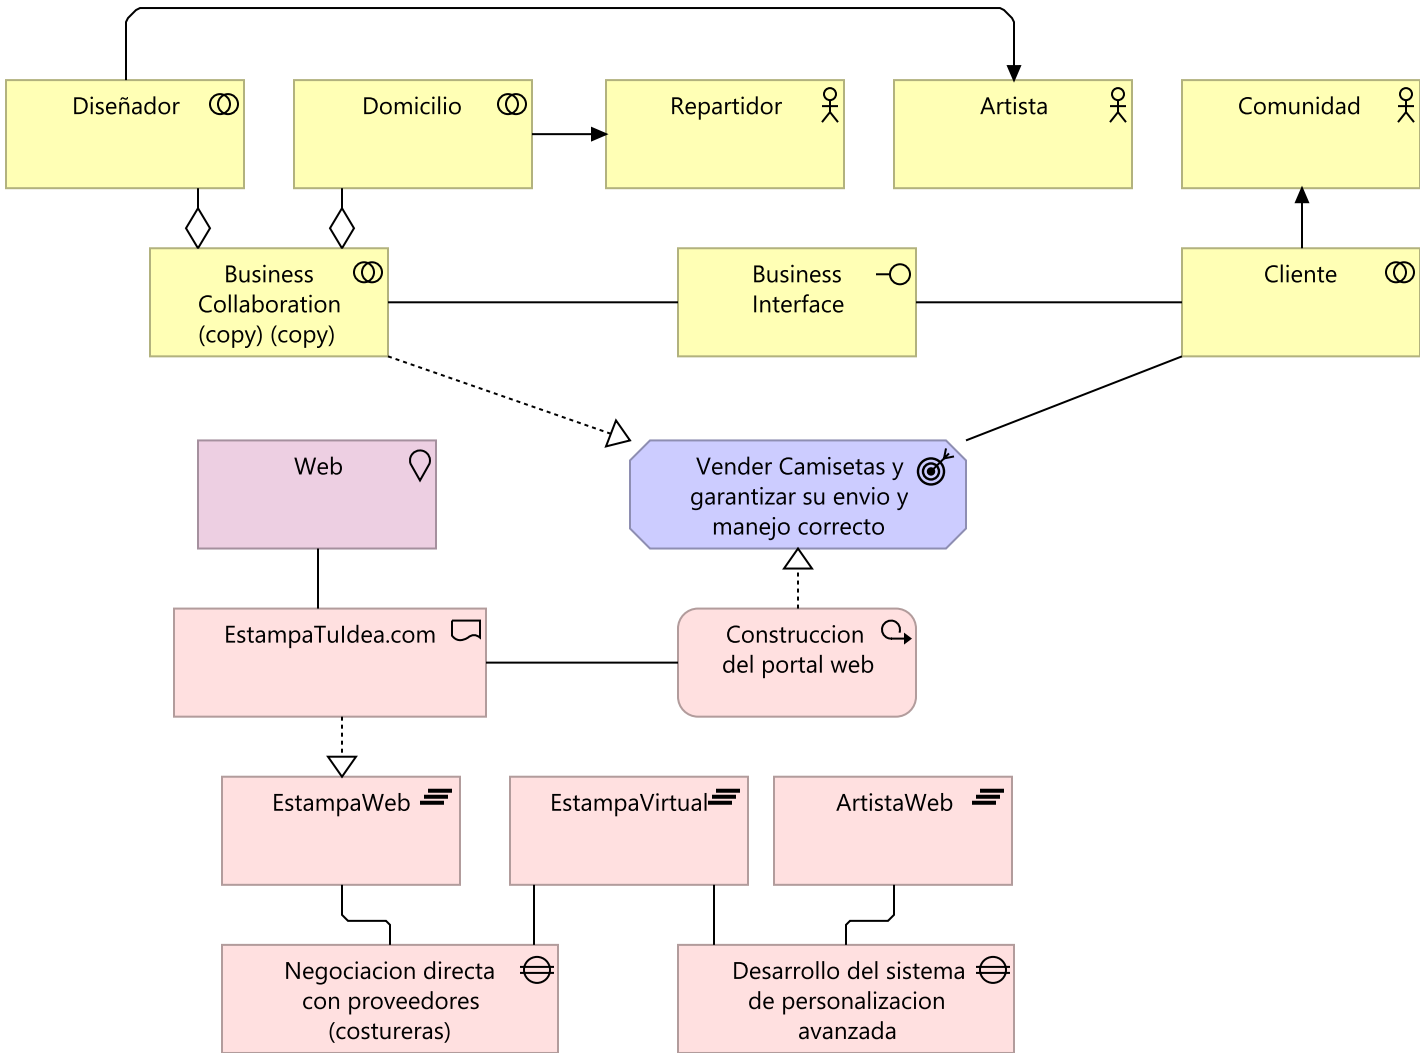 Diseñador
Domicilio
Repartidor
Artista
Comunidad
Business
Collaboration
(copy) (copy)
Business
Interface
Cliente
Web
Vender Camisetas y
garantizar su envio y
manejo correcto
EstampaTuIdea.com
Construccion
del portal web
EstampaWeb
EstampaVirtual
ArtistaWeb
Negociacion directa
con proveedores
(costureras)
Desarrollo del sistema
de personalizacion
avanzada